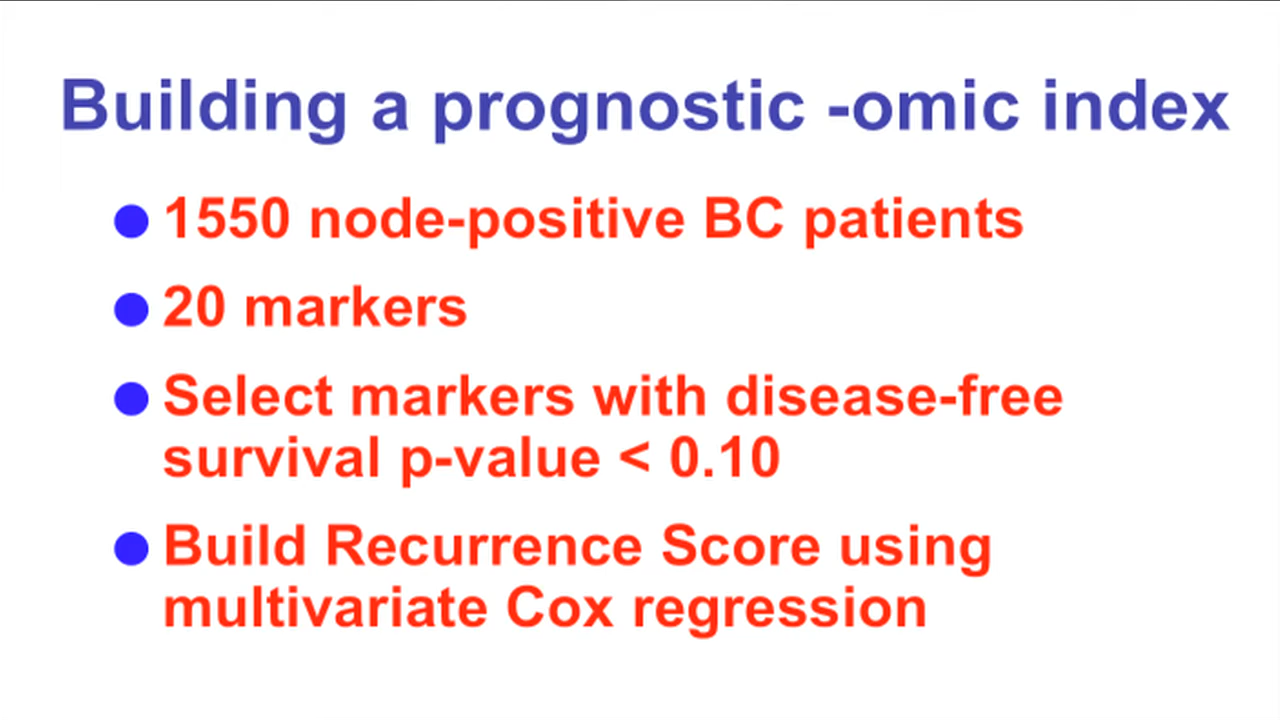 Building a prognostic -omic index
1550 node-positive BC patients
20 markers
Select markers with disease-free
survival p-value < 0.10
Build Recurrence Score using
multivariate Cox regression